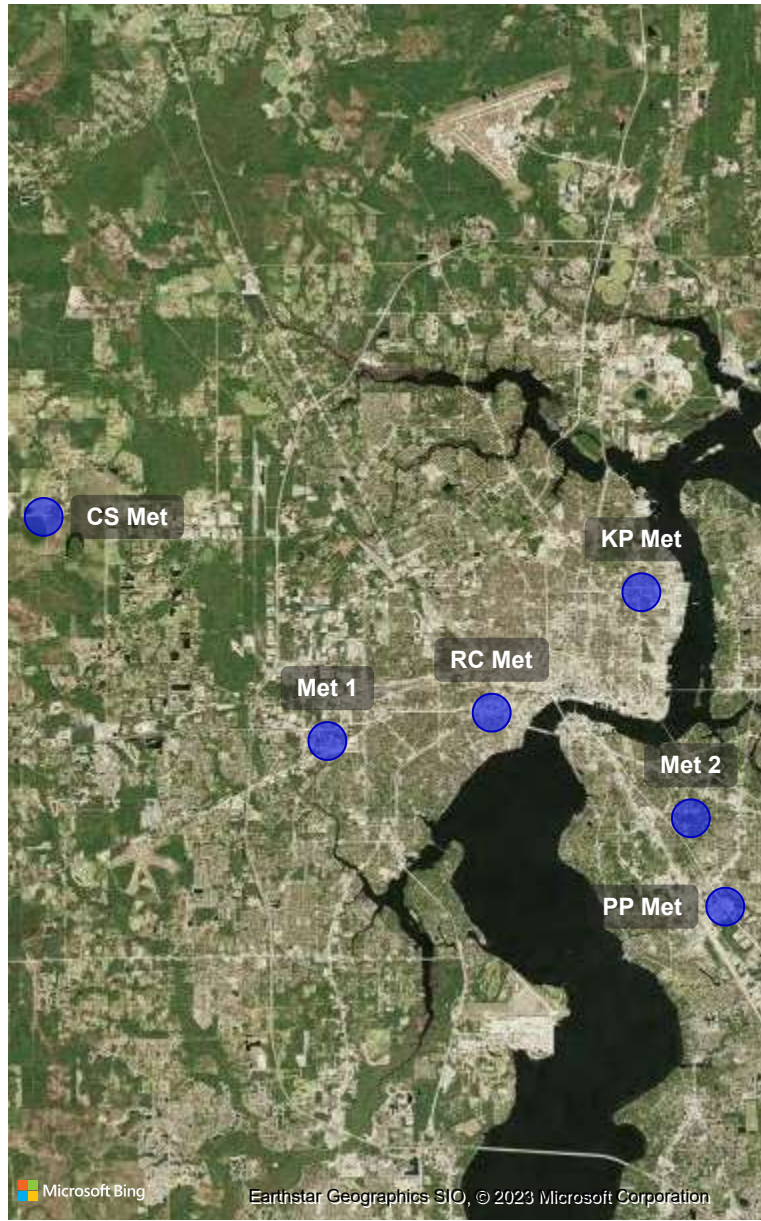 CS Met
KP Met
RC Met
Met 1
Met 2
PP Met
Microsoft Bing
Earthstar Geographics SIO, © 2023 Microsoft Corporation